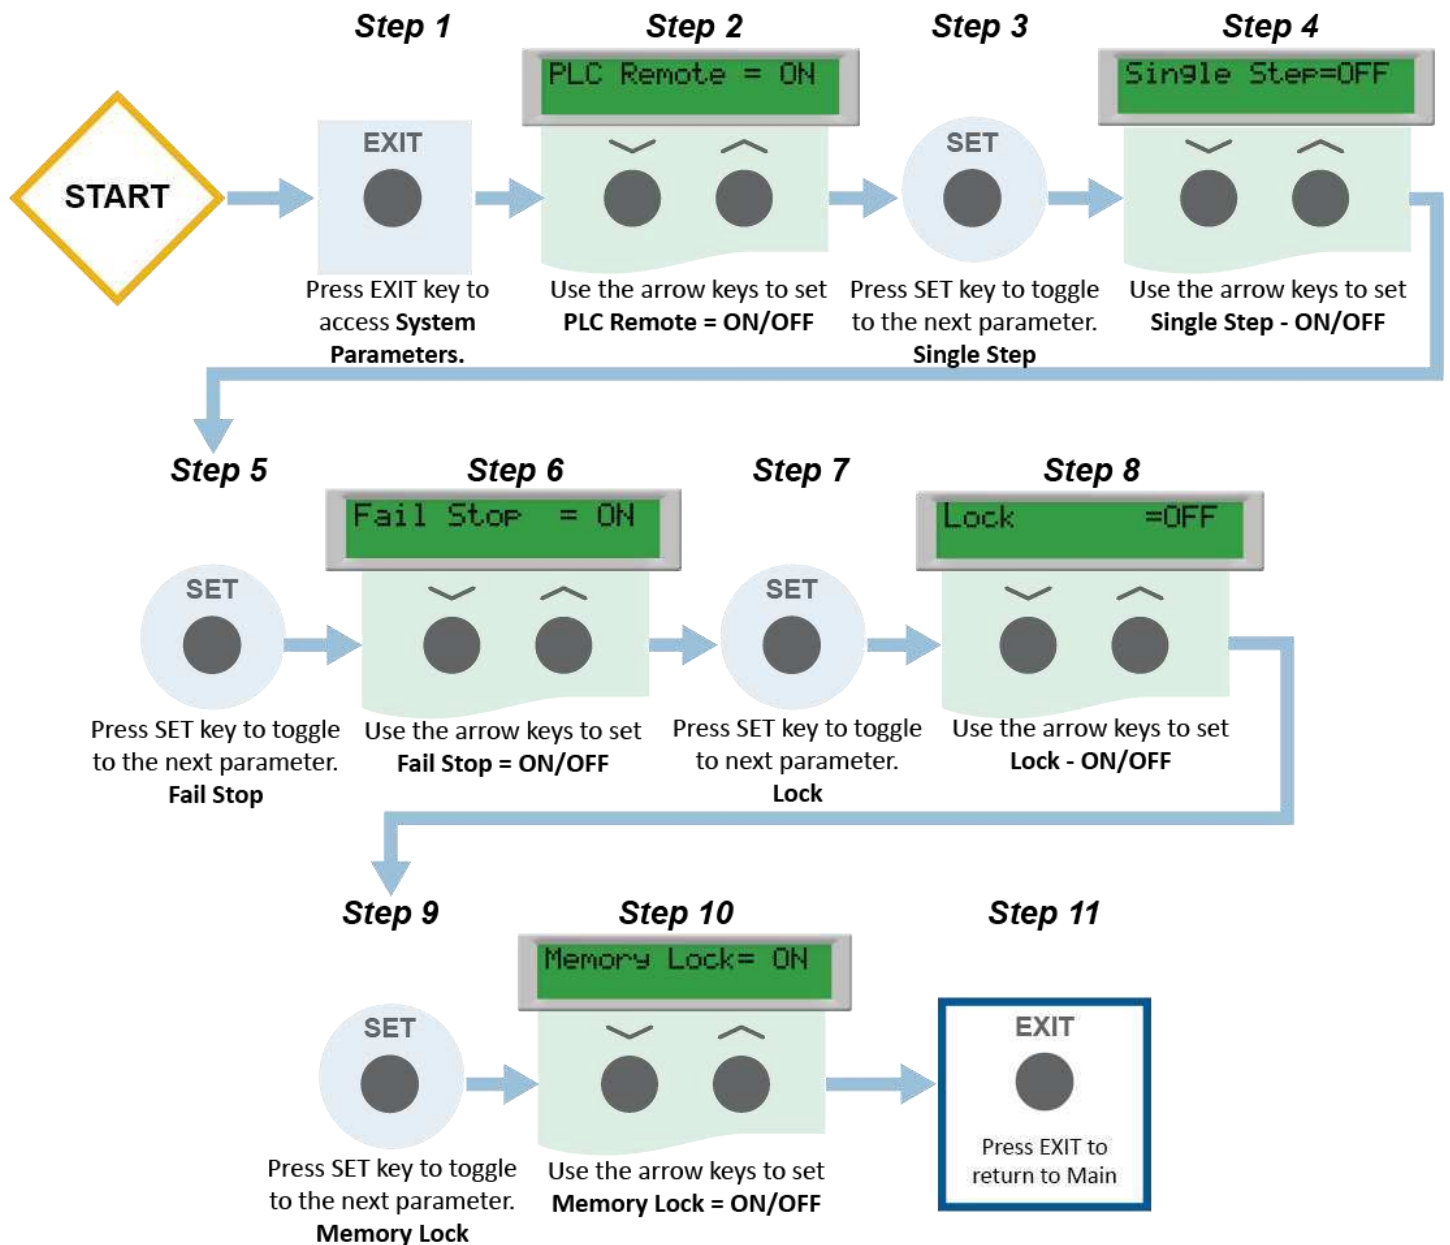 Step 1
Step 2
Step 3
Step 4
PLC Remote = ON
Single Step=OFF
START
EXIT
SET
Press EXIT key to
access System
Parameters.
Use the arrow keys to set
PLC Remote = ON/OFF
Press SET key to toggle
to the next parameter.
Single Step
Use the arrow keys to set
Single Step - ON/OFF
Step 5
Step 6
Step 7
Step 8
Fail Stop = ON
Lock =OFF
SET
SET
Press SET key to toggle
to the next parameter.
Fail Stop
Use the arrow keys to set
Fail Stop = ON/OFF
Press SET key to toggle
to next parameter.
Lock
Use the arrow keys to set
Lock - ON/OFF
Step 9
Step 10
Step 11
Memory Lock= ON
SET
EXIT
Press SET key to toggle
to the next parameter.
Memory Lock
Use the arrow keys to set
Memory Lock = ON/OFF
Press EXIT to
return to Main